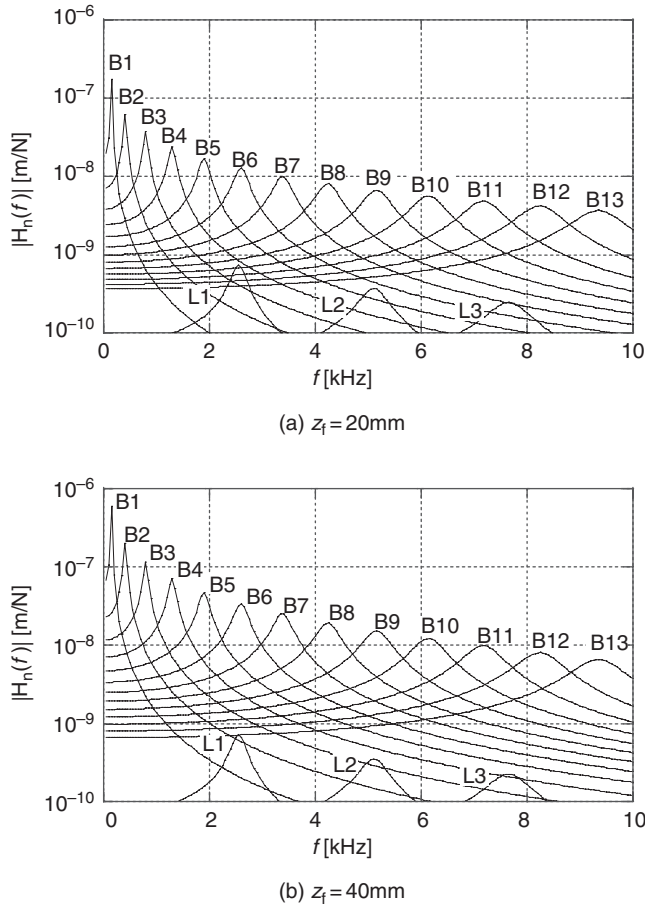 10⁻⁶
10⁻⁷
10⁻⁸
10⁻⁹
10⁻¹⁰
|Hn(f)| [m/N]
B1
B2
B3
B4
B5
B6
B7
B8
B9
B10
B11
B12
B13
L1
L2
L3
0 2 4 6 8 10
f [kHz]
(a) zf = 20mm
10⁻⁶
10⁻⁷
10⁻⁸
10⁻⁹
10⁻¹⁰
|Hn(f)| [m/N]
B1
B2
B3
B4
B5
B6
B7
B8
B9
B10
B11
B12
B13
L1
L2
L3
0 2 4 6 8 10
f [kHz]
(b) zf = 40mm